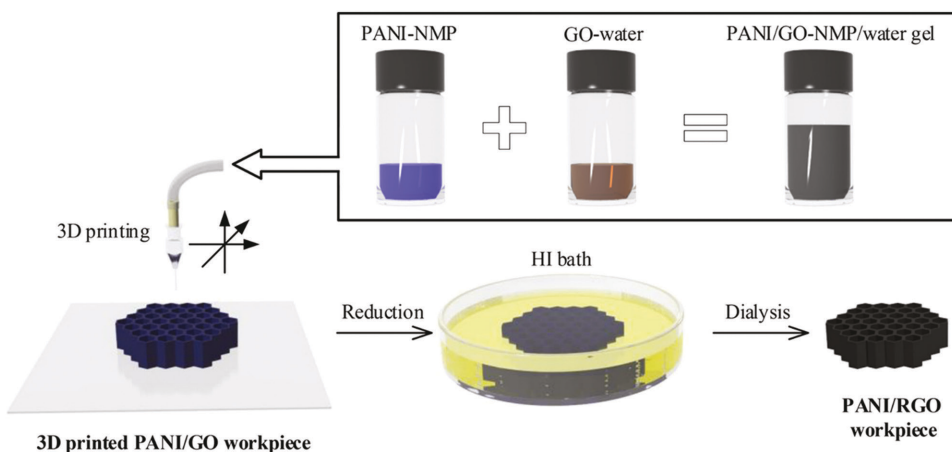 PANI-NMP
GO-water
PANI/GO-NMP/water gel
3D printing
HI bath
Reduction
Dialysis
3D printed PANI/GO workpiece
PANI/RGO
workpiece